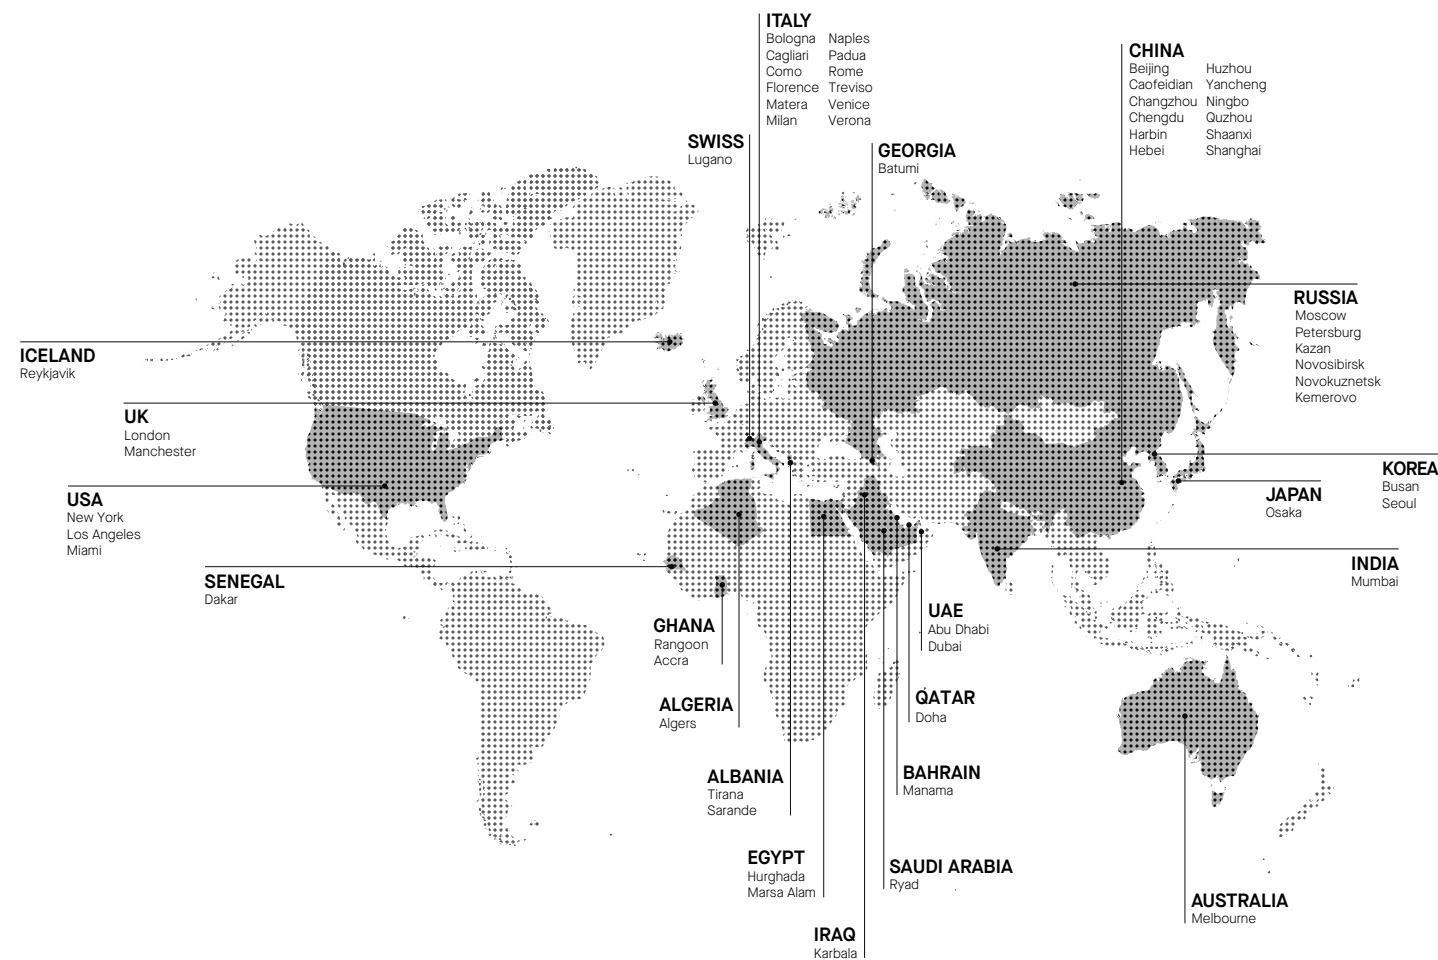 ITALY
Bologna Naples
Cagliari Padua
Como Rome
Florence Treviso
Matera Venice
Milan Verona
CHINA
Beijing Huzhou
Caofeidian Yancheng
Changzhou Ningbo
Chengdu Quzhou
Harbin Shaanxi
Hebei Shanghai
SWISS
Lugano
GEORGIA
Batumi
RUSSIA
Moscow
Petersburg
Kazan
Novosibirsk
Novokuznetsk
Kemerovo
ICELAND
Reykjavik
UK
London
Manchester
KOREA
Busan
Seoul
USA
New York
Los Angeles
Miami
JAPAN
Osaka
INDIA
Mumbai
SENEGAL
Dakar
GHANA
Rangoon
Accra
UAE
Abu Dhabi
Dubai
ALGERIA
Algers
QATAR
Doha
ALBANIA
Tirana
Sarande
BAHRAIN
Manama
EGYPT
Hurghada
Marsa Alam
SAUDI ARABIA
Ryad
AUSTRALIA
Melbourne
IRAQ
Karbala